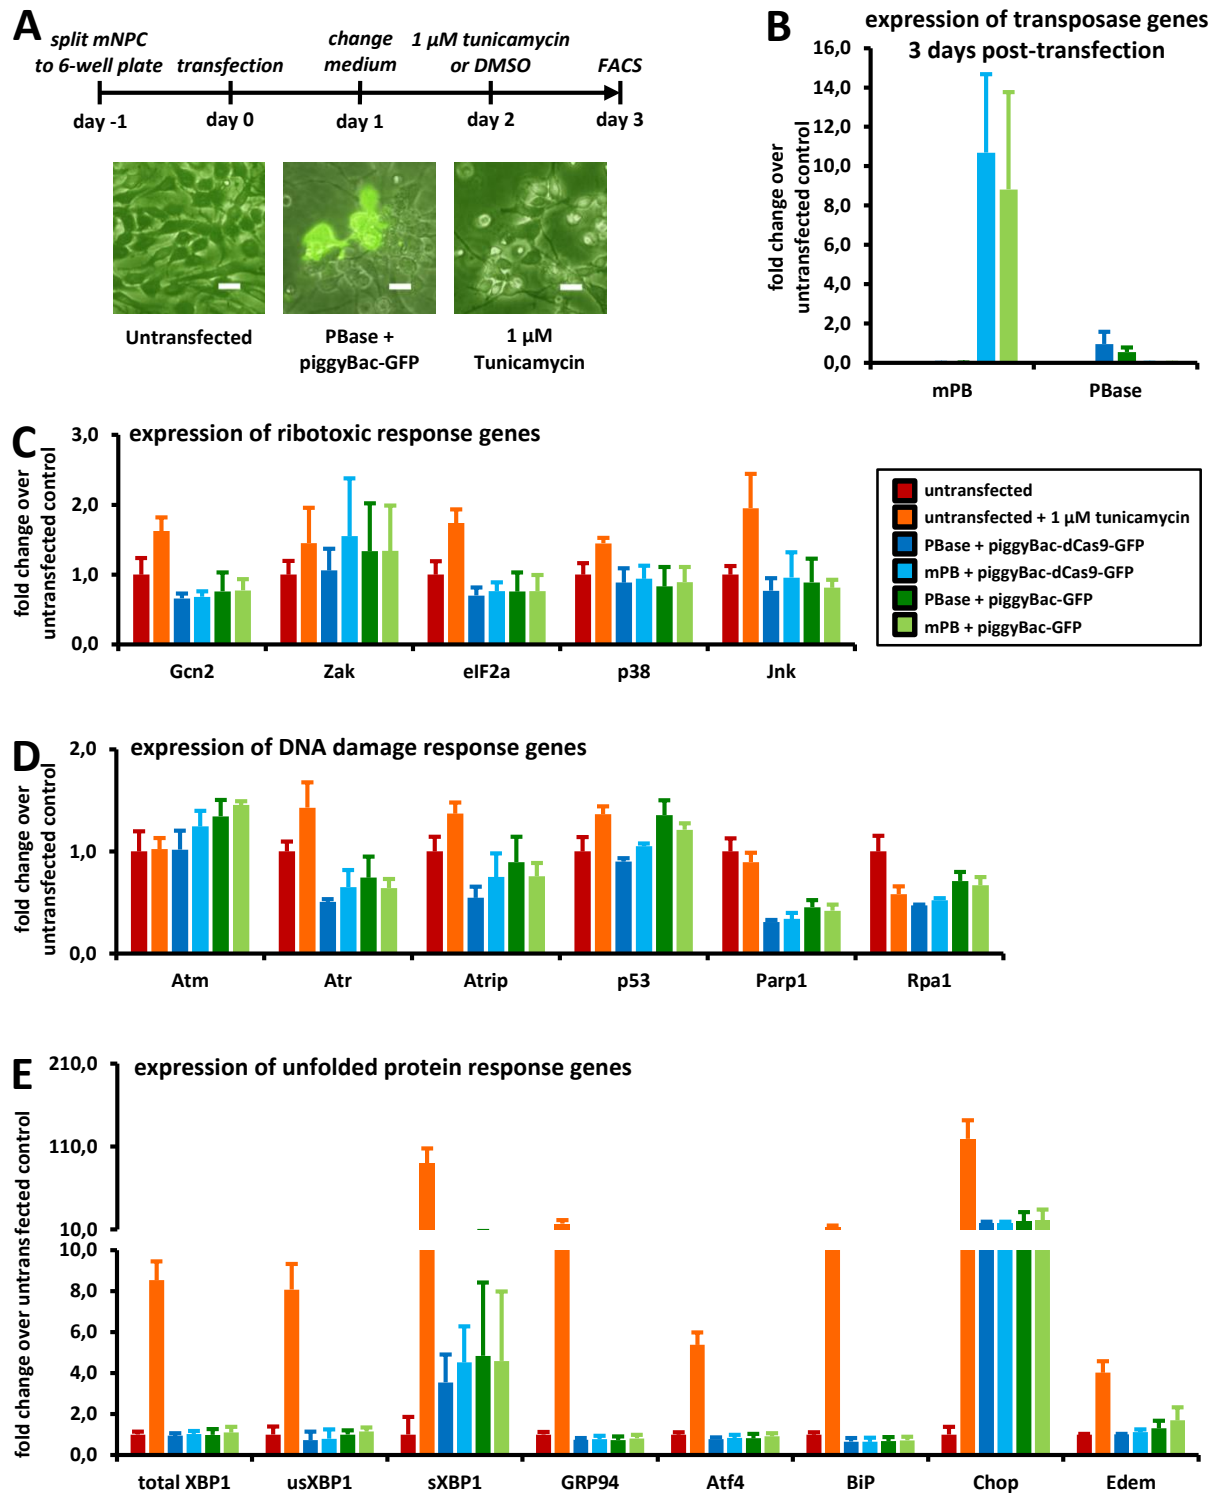 A
split mNPC
to 6-well plate
transfection
change
medium
1 µM tunicamycin
or DMSO
FACS
day -1
day 0
day 1
day 2
day 3
Untransfected
PBase +
piggyBac-GFP
1 µM
Tunicamycin
B
expression of transposase genes
3 days post-transfection
fold change over
untransfected control
16,0
14,0
12,0
10,0
8,0
6,0
4,0
2,0
0,0
mPB
PBase
C
expression of ribotoxic response genes
fold change over
untransfected control
3,0
2,0
1,0
0,0
Gcn2
Zak
eIF2a
p38
Jnk
untransfected
untransfected + 1 µM tunicamycin
PBase + piggyBac-dCas9-GFP
mPB + piggyBac-dCas9-GFP
PBase + piggyBac-GFP
mPB + piggyBac-GFP
D
expression of DNA damage response genes
fold change over
untransfected control
2,0
1,0
0,0
Atm
Atr
Atrip
p53
Parp1
Rpa1
E
expression of unfolded protein response genes
fold change over untransfected control
210,0
110,0
10,0
10,0
8,0
6,0
4,0
2,0
0,0
total XBP1
usXBP1
sXBP1
GRP94
Atf4
BiP
Chop
Edem